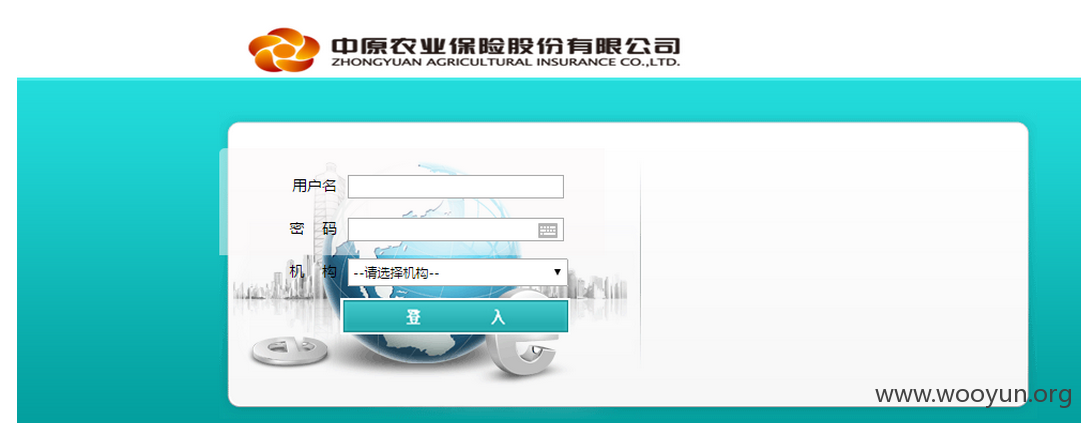 中原农业保险股份有限公司
ZHONGYUAN AGRICULTURAL INSURANCE CO.,LTD.
用户名
密 码
机 构 --请选择机构--
登 入
www.wooyun.org